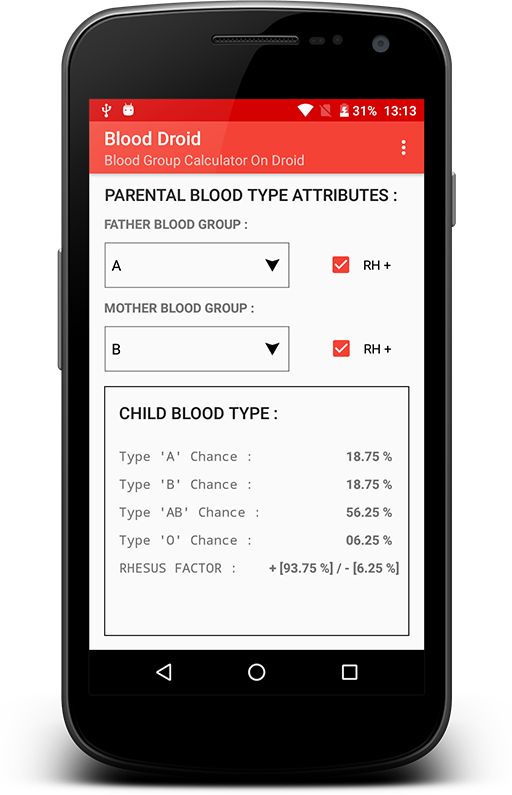 31% 13:13
Blood Droid
Blood Group Calculator On Droid
PARENTAL BLOOD TYPE ATTRIBUTES :
FATHER BLOOD GROUP :
A RH +
MOTHER BLOOD GROUP :
B RH +
CHILD BLOOD TYPE :
Type 'A' Chance : 18.75 %
Type 'B' Chance : 18.75 %
Type 'AB' Chance : 56.25 %
Type 'O' Chance : 06.25 %
RHESUS FACTOR : + [93.75 %] / - [6.25 %]